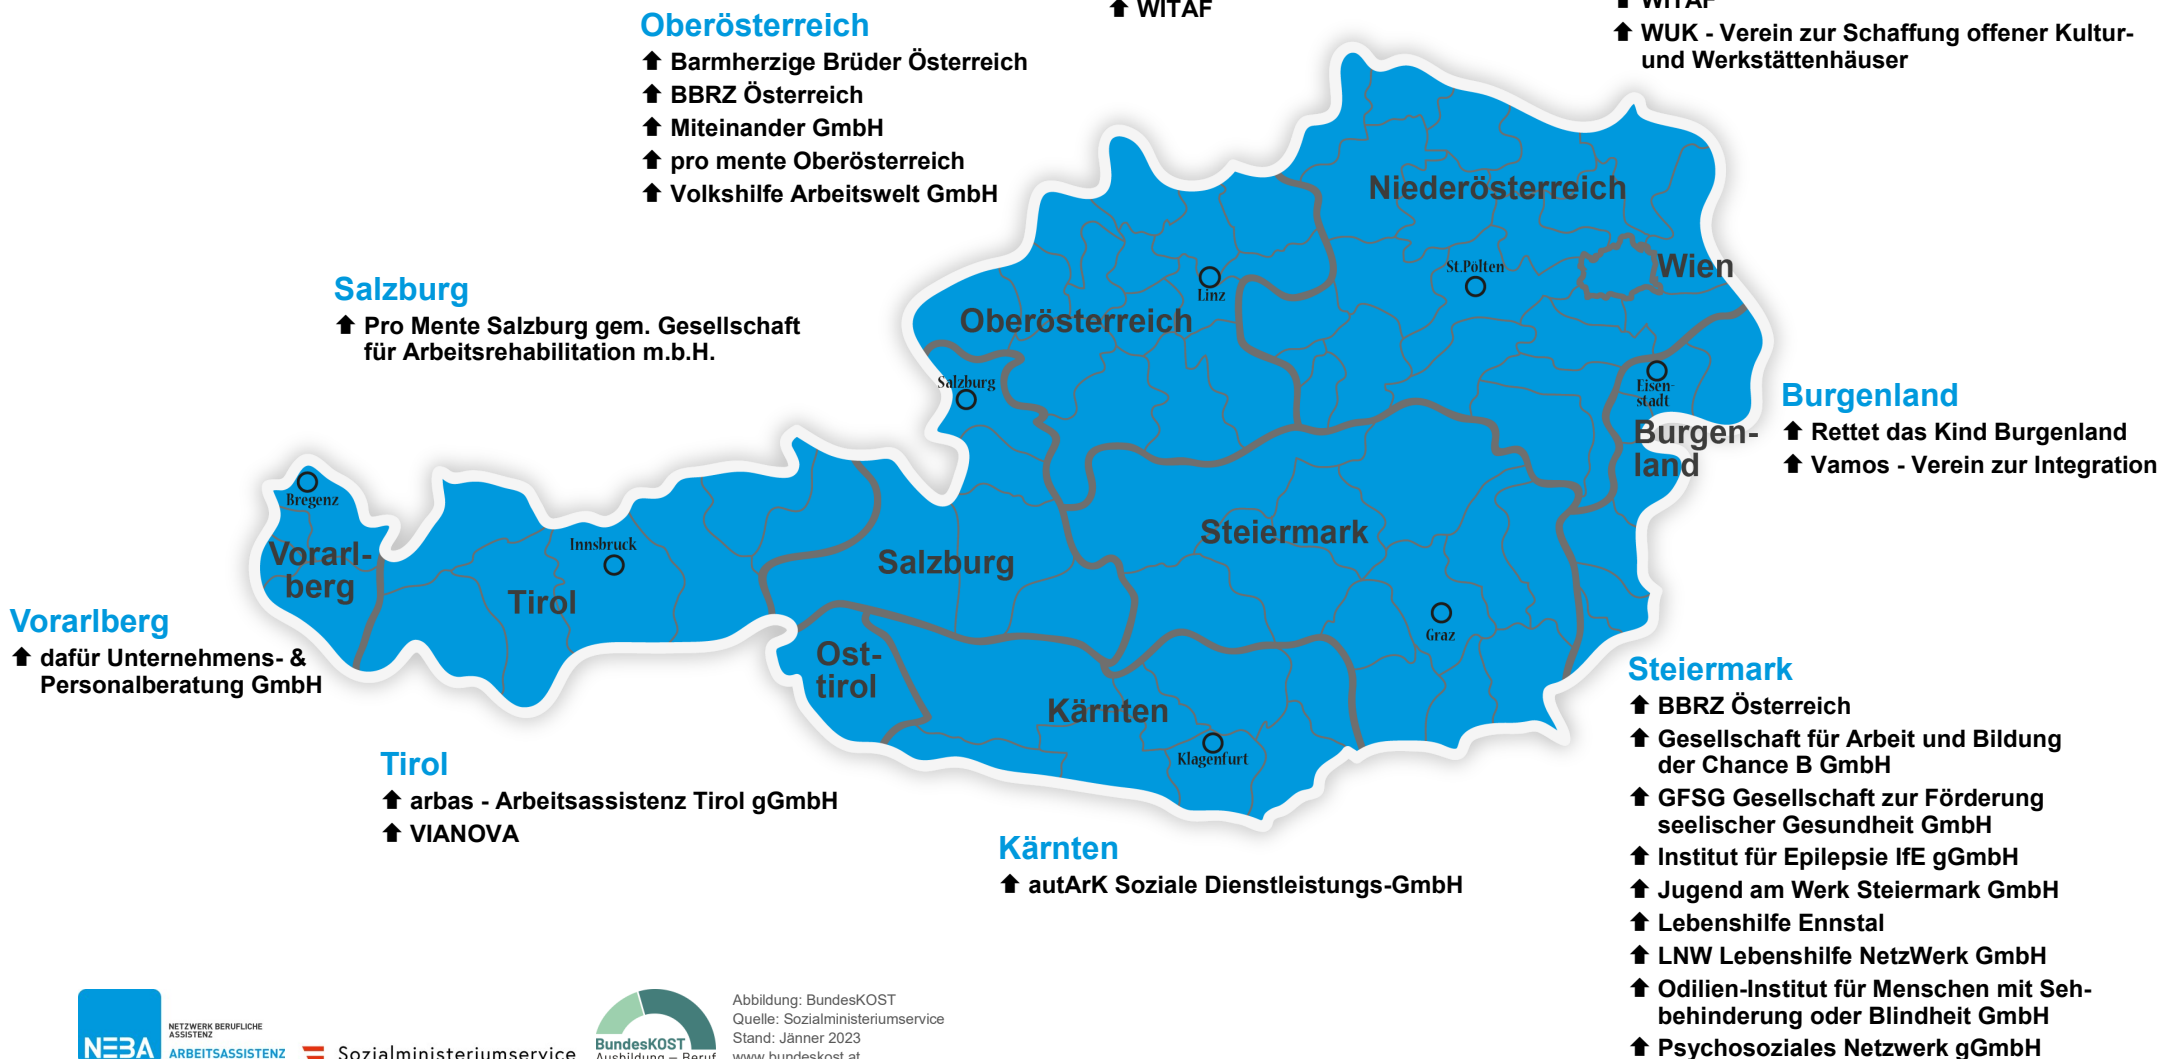 WITAF
WITAF
WUK - Verein zur Schaffung offener Kultur-
und Werkstättenhäuser
Oberösterreich
Barmherzige Brüder Österreich
BBRZ Österreich
Miteinander GmbH
pro mente Oberösterreich
Volkshilfe Arbeitswelt GmbH
Salzburg
Pro Mente Salzburg gem. Gesellschaft
für Arbeitsrehabilitation m.b.H.
Niederösterreich
St.Pölten
Wien
Linz
Oberösterreich
Salzburg
Eisen-
stadt
Burgen-
land
Burgenland
Rettet das Kind Burgenland
Vamos - Verein zur Integration
Bregenz
Vorarl-
berg
Innsbruck
Tirol
Salzburg
Steiermark
Graz
Ost-
tirol
Kärnten
Klagenfurt
Vorarlberg
dafür Unternehmens- &
Personalberatung GmbH
Tirol
arbas - Arbeitsassistenz Tirol gGmbH
VIANOVA
Kärnten
autArK Soziale Dienstleistungs-GmbH
Steiermark
BBRZ Österreich
Gesellschaft für Arbeit und Bildung
der Chance B GmbH
GFSG Gesellschaft zur Förderung
seelischer Gesundheit GmbH
Institut für Epilepsie IfE gGmbH
Jugend am Werk Steiermark GmbH
Lebenshilfe Ennstal
LNW Lebenshilfe NetzWerk GmbH
Odilien-Institut für Menschen mit Seh-
behinderung oder Blindheit GmbH
Psychosoziales Netzwerk gGmbH
NEBA
NETZWERK BERUFLICHE
ASSISTENZ
ARBEITSASSISTENZ
Sozialministeriumservice
BundesKOST
Ausbildung – Beruf
Abbildung: BundesKOST
Quelle: Sozialministeriumservice
Stand: Jänner 2023
www.bundeskost.at